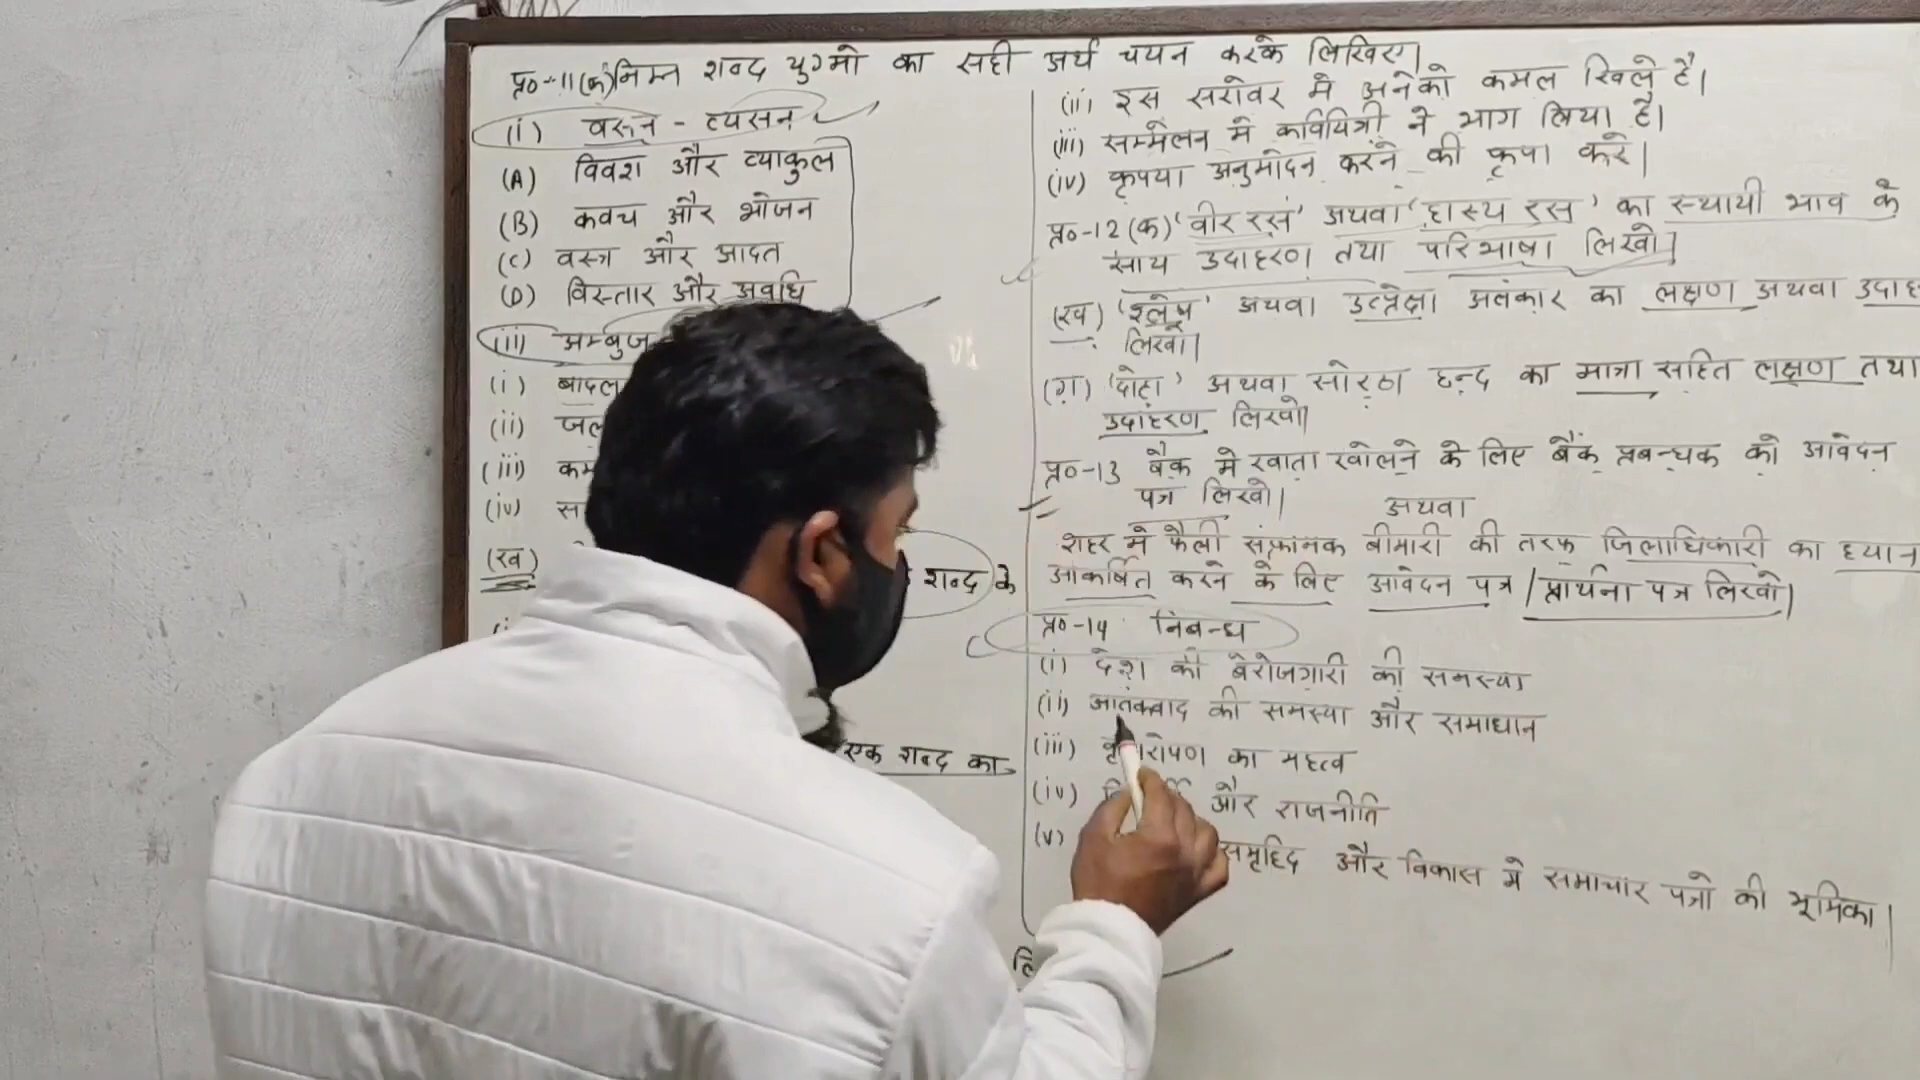 प्र०-11(क) निम्न शब्द युग्मो का सही अर्थ चयन करके लिखिए।
(i) वसन - व्यसन
(A) विवश और व्याकुल
(B) कवच और भोजन
(C) वस्त्र और आदत
(D) विस्तार और अवधि
(ii) अम्बुज
(i) बादल
(ii) जल
(iii) कम
(iv) स
(ख) शब्द के
एक शब्द का
(ii) इस सरोवर मे अनेको कमल खिले है।
(iii) सम्मेलन मे कवियित्री ने भाग लिया है।
(iv) कृपया अनुमोदन करने की कृपा करे।
प्र०-12 (क) 'वीर रस' अथवा 'हास्य रस' का स्थायी भाव के
साथ उदाहरण तथा परिभाषा लिखो।
(ख) 'श्लेष' अथवा उत्प्रेक्षा अलंकार का लक्षण अथवा उदाह
लिखो।
(ग) 'दोहा' अथवा सोरठा छन्द का मात्रा सहित लक्षण तथा
उदाहरण लिखो।
प्र०-13 बैंक मे खाता खोलने के लिए बैंक प्रबन्धक को आवेदन
पत्र लिखो।
अथवा
शहर मे फैली संक्रामक बीमारी की तरफ जिलाधिकारी का ध्यान
आकर्षित करने के लिए आवेदन पत्र / प्रार्थना पत्र लिखो।
प्र०-14 निबन्ध
(i) देश की बेरोजगारी की समस्या
(ii) आतंकवाद की समस्या और समाधान
(iii) रोपण का महत्व
(iv) और राजनीति
(v) समृद्दि और विकास मे समाचार पत्रो की भूमिका।